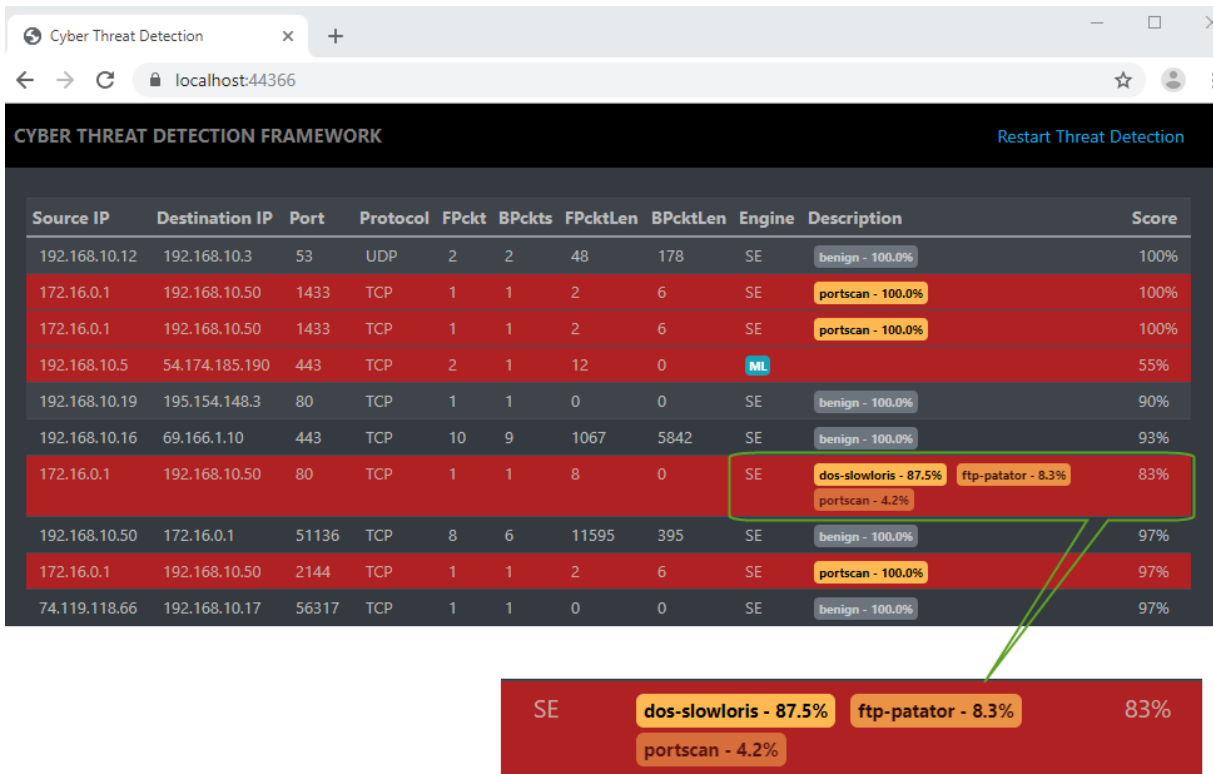 Cyber Threat Detection
localhost:44366
CYBER THREAT DETECTION FRAMEWORK Restart Threat Detection
Source IP Destination IP Port Protocol FPckt BPckts FPcktLen BPcktLen Engine Description Score
192.168.10.12 192.168.10.3 53 UDP 2 2 48 178 SE benign - 100.0% 100%
172.16.0.1 192.168.10.50 1433 TCP 1 1 2 6 SE portscan - 100.0% 100%
172.16.0.1 192.168.10.50 1433 TCP 1 1 2 6 SE portscan - 100.0% 100%
192.168.10.5 54.174.185.190 443 TCP 2 1 12 0 ML 55%
192.168.10.19 195.154.148.3 80 TCP 1 1 0 0 SE benign - 100.0% 90%
192.168.10.16 69.166.1.10 443 TCP 10 9 1067 5842 SE benign - 100.0% 93%
172.16.0.1 192.168.10.50 80 TCP 1 1 8 0 SE dos-slowloris - 87.5% ftp-patator - 8.3% 83%
portscan - 4.2%
192.168.10.50 172.16.0.1 51136 TCP 8 6 11595 395 SE benign - 100.0% 97%
172.16.0.1 192.168.10.50 2144 TCP 1 1 2 6 SE portscan - 100.0% 97%
74.119.118.66 192.168.10.17 56317 TCP 1 1 0 0 SE benign - 100.0% 97%
SE dos-slowloris - 87.5% ftp-patator - 8.3% 83%
portscan - 4.2%